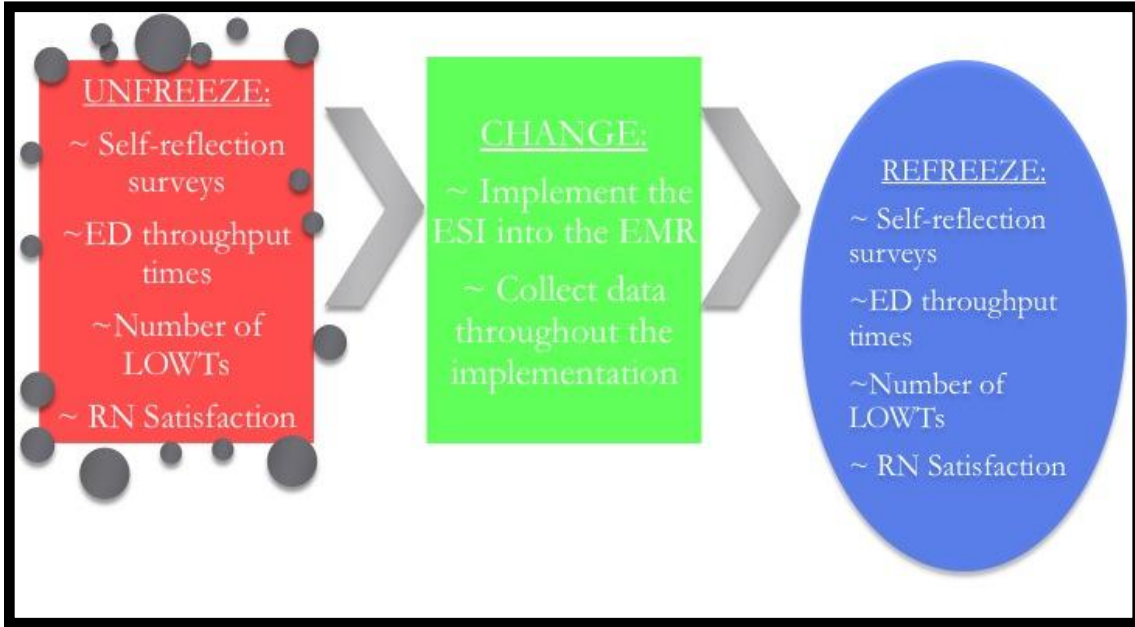 UNFREEZE:
~ Self-reflection
surveys
~ED throughput
times
~Number of
LOWTs
~ RN Satisfaction
CHANGE:
~ Implement the
ESI into the EMR
~ Collect data
throughout the
implementation
REFREEZE:
~ Self-reflection
surveys
~ED throughput
times
~Number of
LOWTs
~ RN Satisfaction